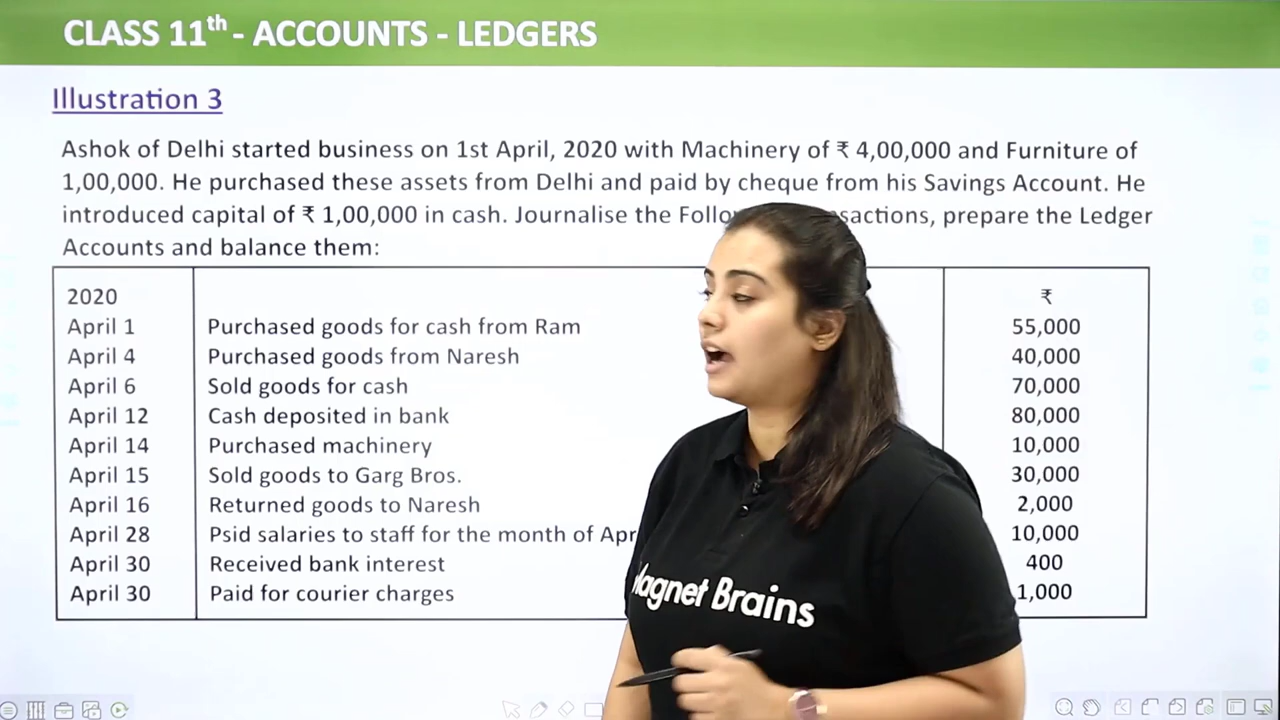 CLASS 11th - ACCOUNTS - LEDGERS
Illustration 3
Ashok of Delhi started business on 1st April, 2020 with Machinery of ₹ 4,00,000 and Furniture of
1,00,000. He purchased these assets from Delhi and paid by cheque from his Savings Account. He
introduced capital of ₹ 1,00,000 in cash. Journalise the prepare the Ledger
Accounts and balance them:
2020 ₹
April 1 Purchased goods for cash from Ram 55,000
April 4 Purchased goods from Naresh 40,000
April 6 Sold goods for cash 70,000
April 12 Cash deposited in bank 80,000
April 14 Purchased machinery 10,000
April 15 Sold goods to Garg Bros. 30,000
April 16 Returned goods to Naresh 2,000
April 28 Psid salaries to staff for the month of 10,000
April 30 Received bank interest 400
April 30 Paid for courier charges 1,000
Magnet Brains